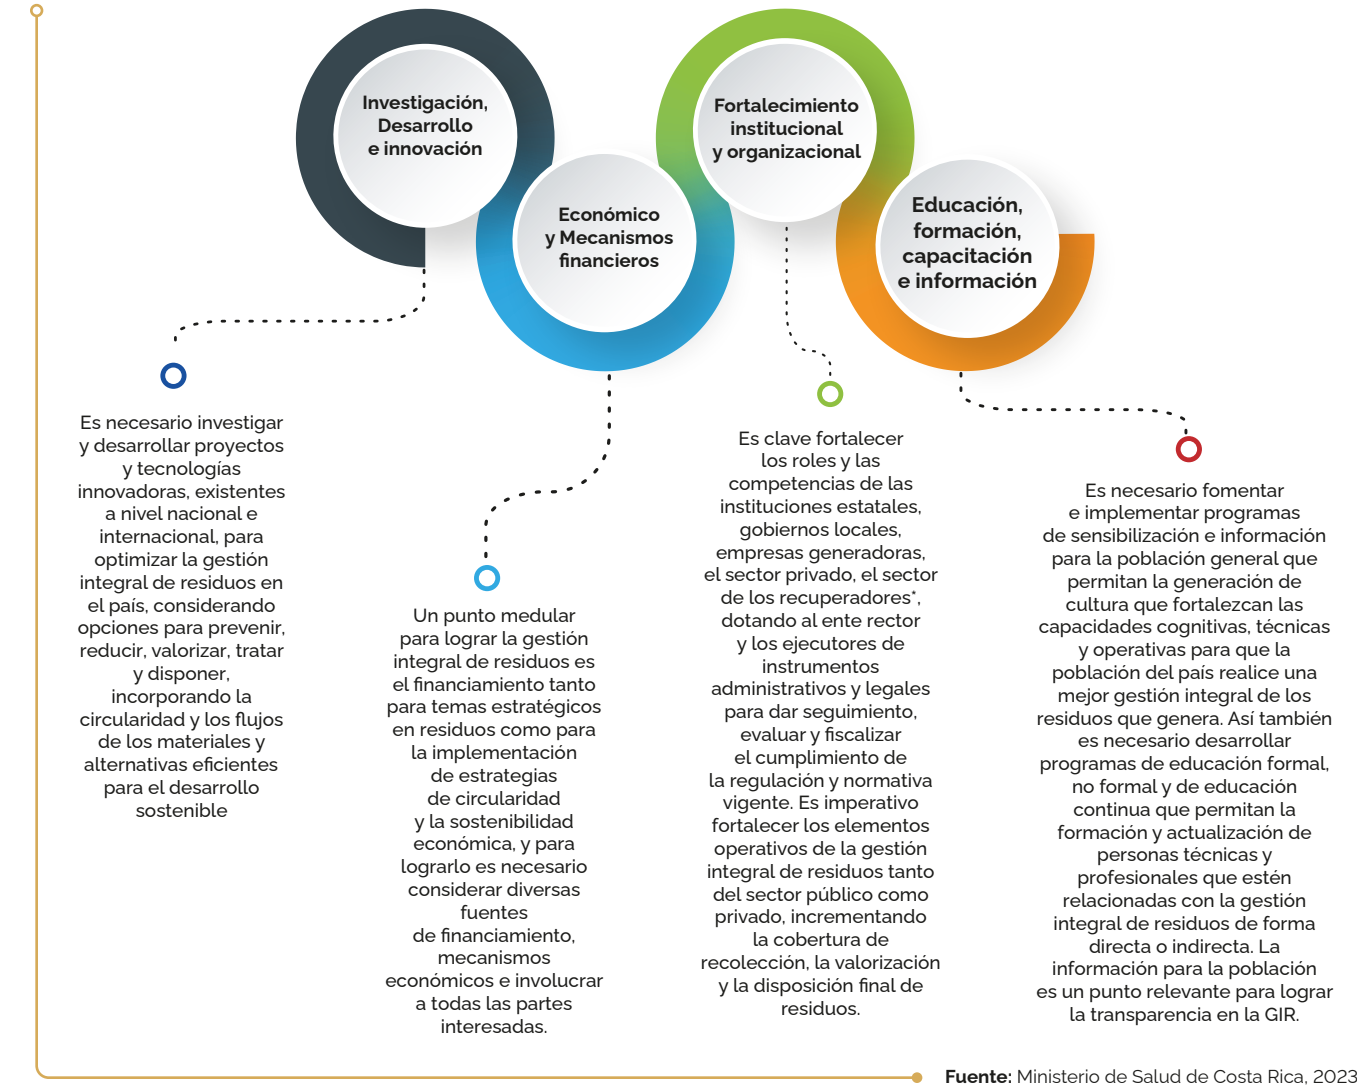 Investigación,
Desarrollo
e innovación
Económico
y Mecanismos
financieros
Fortalecimiento
institucional
y organizacional
Educación,
formación,
capacitación
e información
Es necesario investigar
y desarrollar proyectos
y tecnologías
innovadoras, existentes
a nivel nacional e
internacional, para
optimizar la gestión
integral de residuos en
el país, considerando
opciones para prevenir,
reducir, valorizar, tratar
y disponer,
incorporando la
circularidad y los flujos
de los materiales y
alternativas eficientes
para el desarrollo
sostenible
Un punto medular
para lograr la gestión
integral de residuos es
el financiamiento tanto
para temas estratégicos
en residuos como para
la implementación
de estrategias
de circularidad
y la sostenibilidad
económica, y para
lograrlo es necesario
considerar diversas
fuentes
de financiamiento,
mecanismos
económicos e involucrar
a todas las partes
interesadas.
Es clave fortalecer
los roles y las
competencias de las
instituciones estatales,
gobiernos locales,
empresas generadoras,
el sector privado, el sector
de los recuperadores*,
dotando al ente rector
y los ejecutores de
instrumentos
administrativos y legales
para dar seguimiento,
evaluar y fiscalizar
el cumplimiento de
la regulación y normativa
vigente. Es imperativo
fortalecer los elementos
operativos de la gestión
integral de residuos tanto
del sector público como
privado, incrementando
la cobertura de
recolección, la valorización
y la disposición final de
residuos.
Es necesario fomentar
e implementar programas
de sensibilización e información
para la población general que
permitan la generación de
cultura que fortalezcan las
capacidades cognitivas, técnicas
y operativas para que la
población del país realice una
mejor gestión integral de los
residuos que genera. Así también
es necesario desarrollar
programas de educación formal,
no formal y de educación
continua que permitan la
formación y actualización de
personas técnicas y
profesionales que estén
relacionadas con la gestión
integral de residuos de forma
directa o indirecta. La
información para la población
es un punto relevante para lograr
la transparencia en la GIR.
Fuente: Ministerio de Salud de Costa Rica, 2023